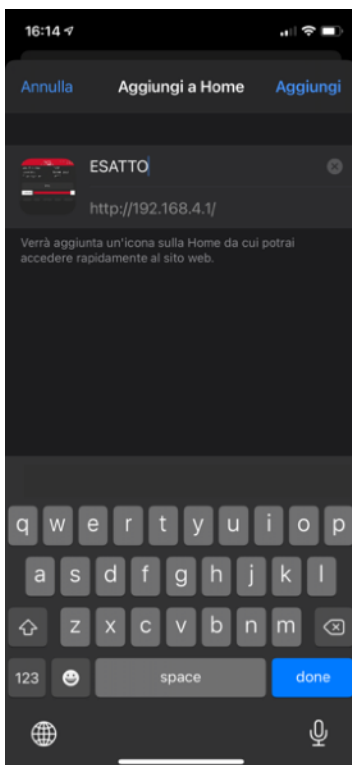 16:14
Annulla Aggiungi a Home Aggiungi
ESATTO
http://192.168.4.1/
Verrà aggiunta un'icona sulla Home da cui potrai
accedere rapidamente al sito web.
q w e r t y u i o p
a s d f g h j k l
z x c v b n m
123 space done